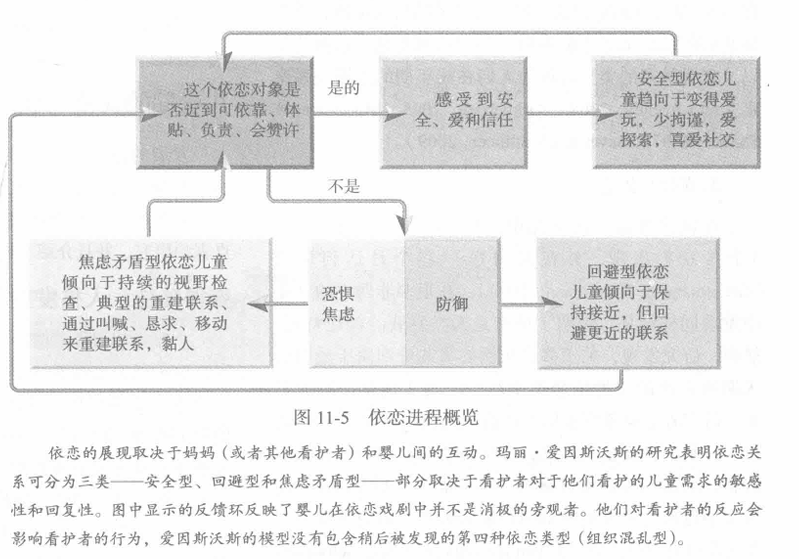 这个依恋对象是
否近到可依靠、体
贴、负责、会赞许
是的
感受到安
全、爱和信任
安全型依恋儿
童趋向于变得爱
玩，少拘谨，爱
探索，喜爱社交
不是
焦虑矛盾型依恋儿童
倾向于持续的视野检
查、典型的重建联系、
通过叫喊、恳求、移动
来重建联系，黏人
恐惧
焦虑
防御
回避型依恋
儿童倾向于保
持接近，但回
避更近的联系
图 11-5 依恋进程概览
依恋的展现取决于妈妈（或者其他看护者）和婴儿间的互动。玛丽·爱因斯沃斯的研究表明依恋关
系可分为三类——安全型、回避型和焦虑矛盾型——部分取决于看护者对于他们看护的儿童需求的敏感
性和回复性。图中显示的反馈环反映了婴儿在依恋戏剧中并不是消极的旁观者。他们对看护者的反应会
影响看护者的行为，爱因斯沃斯的模型没有包含稍后被发现的第四种依恋类型（组织混乱型）。